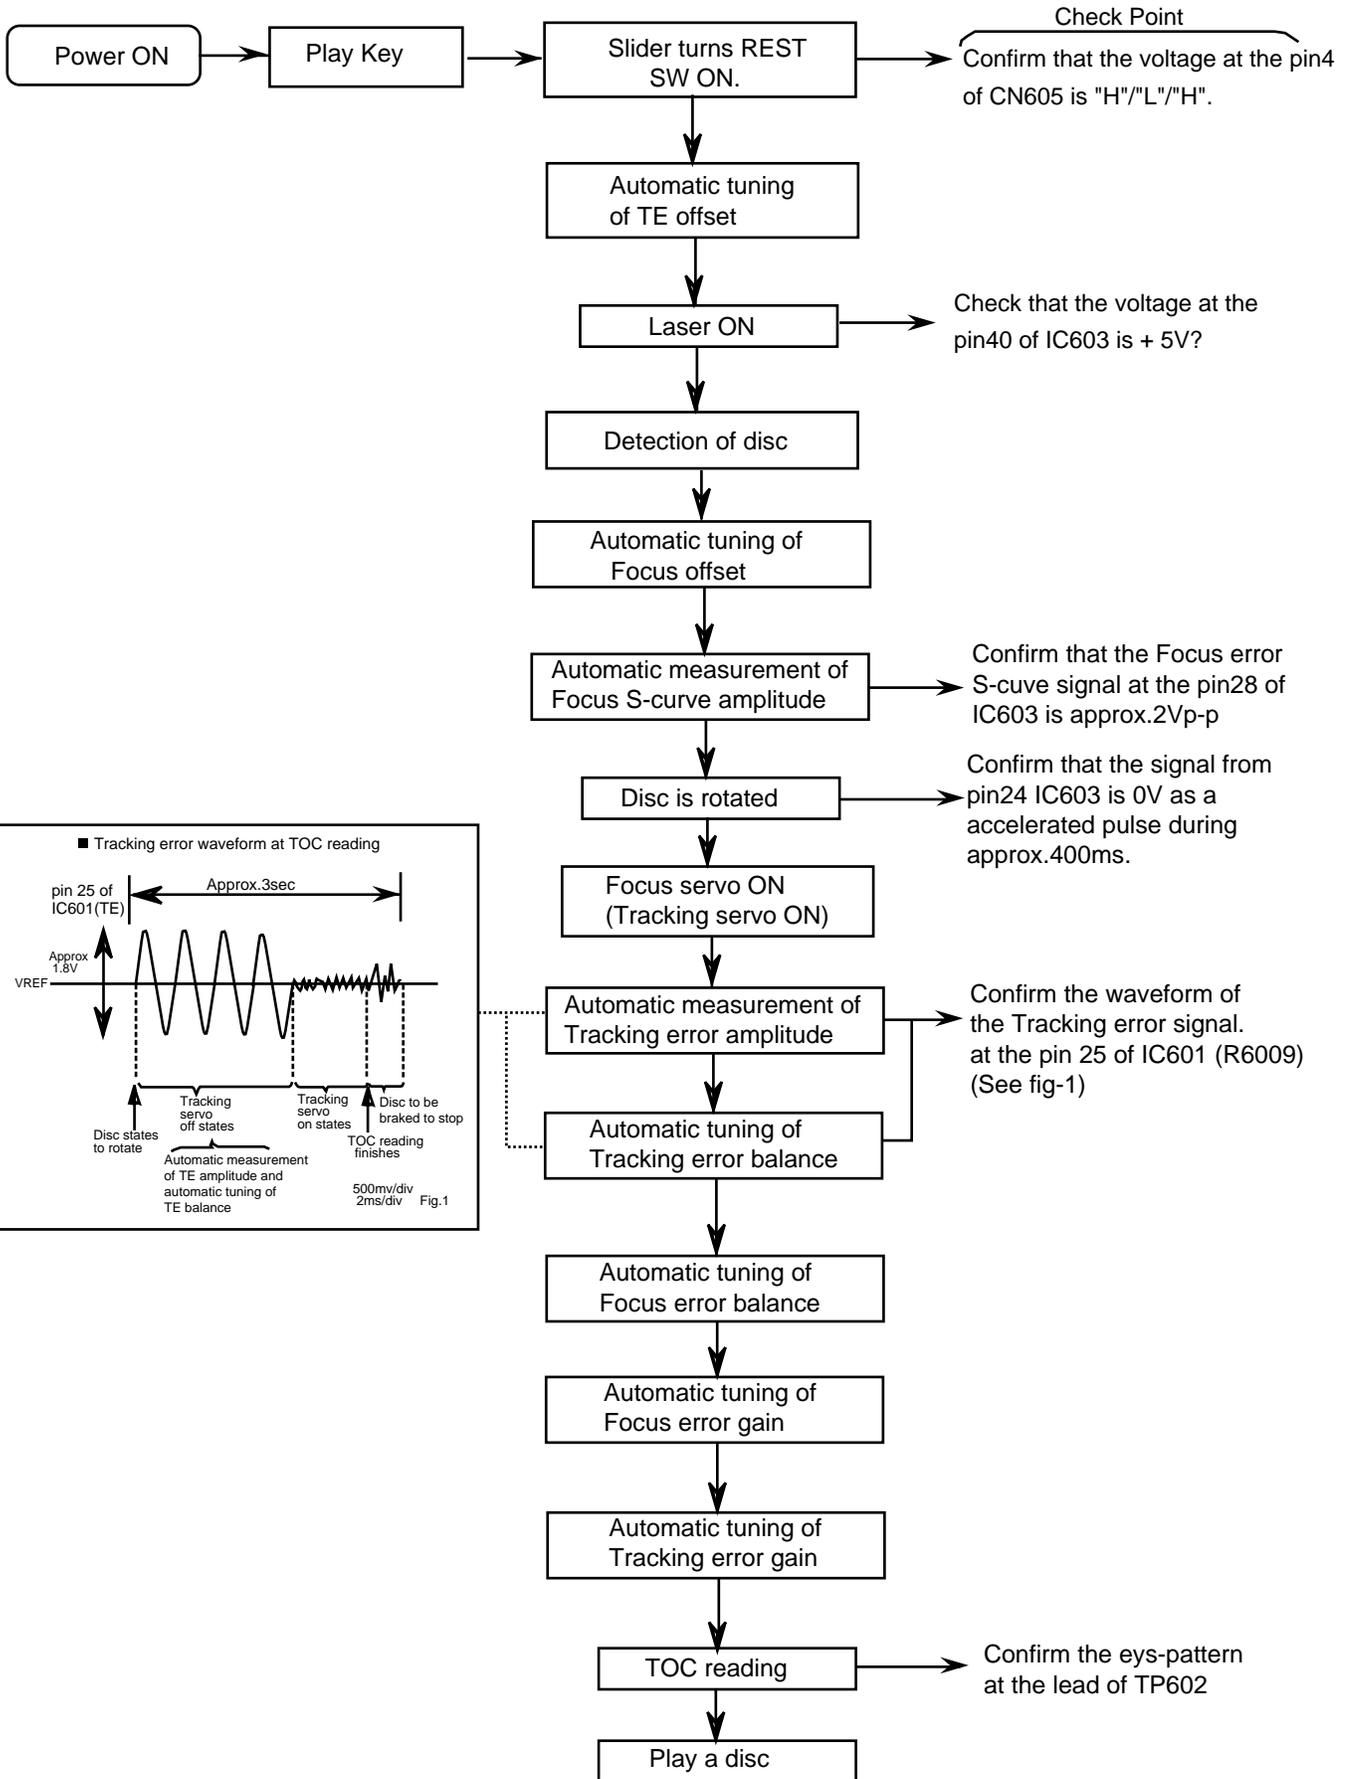 Check Point
Power ON
Play Key
Slider turns REST
SW ON.
Confirm that the voltage at the pin4
of CN605 is "H"/"L"/"H".
Automatic tuning
of TE offset
Laser ON
Check that the voltage at the
pin40 of IC603 is + 5V?
Detection of disc
Automatic tuning of
Focus offset
Automatic measurement of
Focus S-curve amplitude
Confirm that the Focus error
S-cuve signal at the pin28 of
IC603 is approx.2Vp-p
Disc is rotated
Confirm that the signal from
pin24 IC603 is 0V as a
accelerated pulse during
approx.400ms.
Focus servo ON
(Tracking servo ON)
Automatic measurement of
Tracking error amplitude
Confirm the waveform of
the Tracking error signal.
at the pin 25 of IC601 (R6009)
(See fig-1)
Automatic tuning of
Tracking error balance
■ Tracking error waveform at TOC reading
pin 25 of
IC601(TE)
Approx.3sec
Approx
1.8V
VREF
Disc states
to rotate
Tracking
servo
off states
Tracking
servo
on states
Disc to be
braked to stop
TOC reading
finishes
Automatic measurement
of TE amplitude and
automatic tuning of
TE balance
500mv/div
2ms/div
Fig.1
Automatic tuning of
Focus error balance
Automatic tuning of
Focus error gain
Automatic tuning of
Tracking error gain
TOC reading
Confirm the eys-pattern
at the lead of TP602
Play a disc